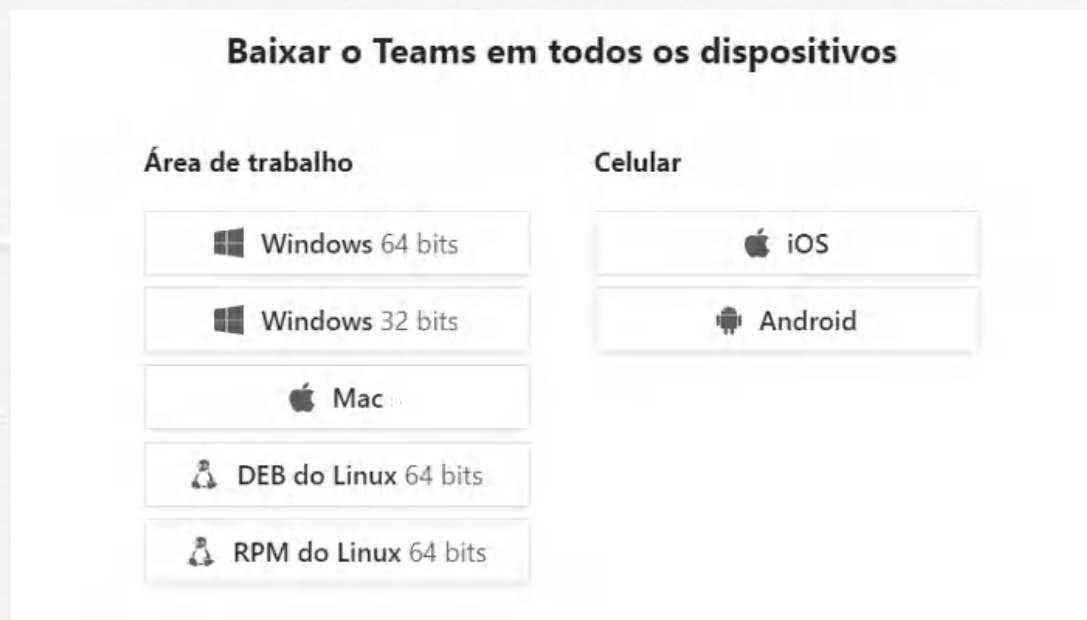 Baixar o Teams em todos os dispositivos
Área de trabalho
Windows 64 bits
Windows 32 bits
Mac
DEB do Linux 64 bits
RPM do Linux 64 bits
Celular
iOS
Android